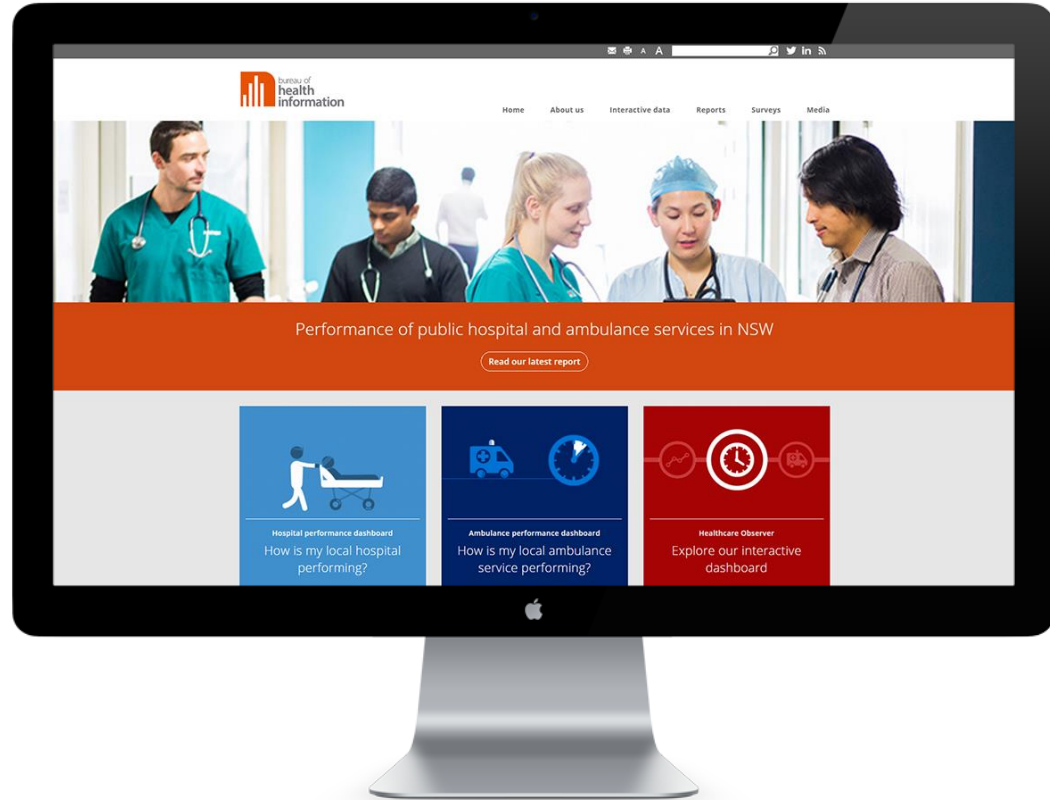 A A
in
bureau of
health
information
Home About us Interactive data Reports Surveys Media
Performance of public hospital and ambulance services in NSW
Read our latest report
Hospital performance dashboard
How is my local hospital
performing?
Ambulance performance dashboard
How is my local ambulance
service performing?
Healthcare Observer
Explore our interactive
dashboard